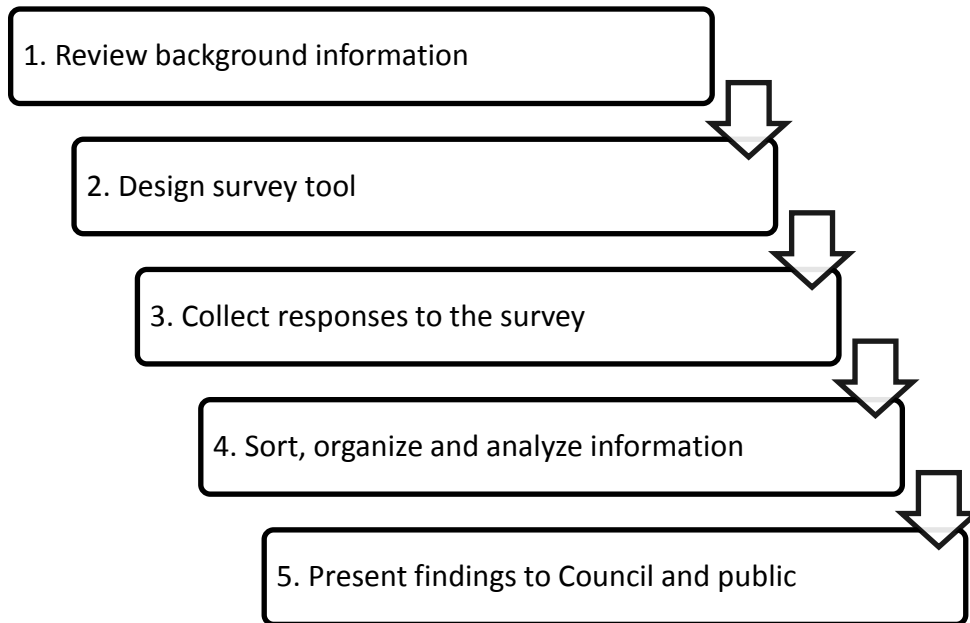 1. Review background information
2. Design survey tool
3. Collect responses to the survey
4. Sort, organize and analyze information
5. Present findings to Council and public